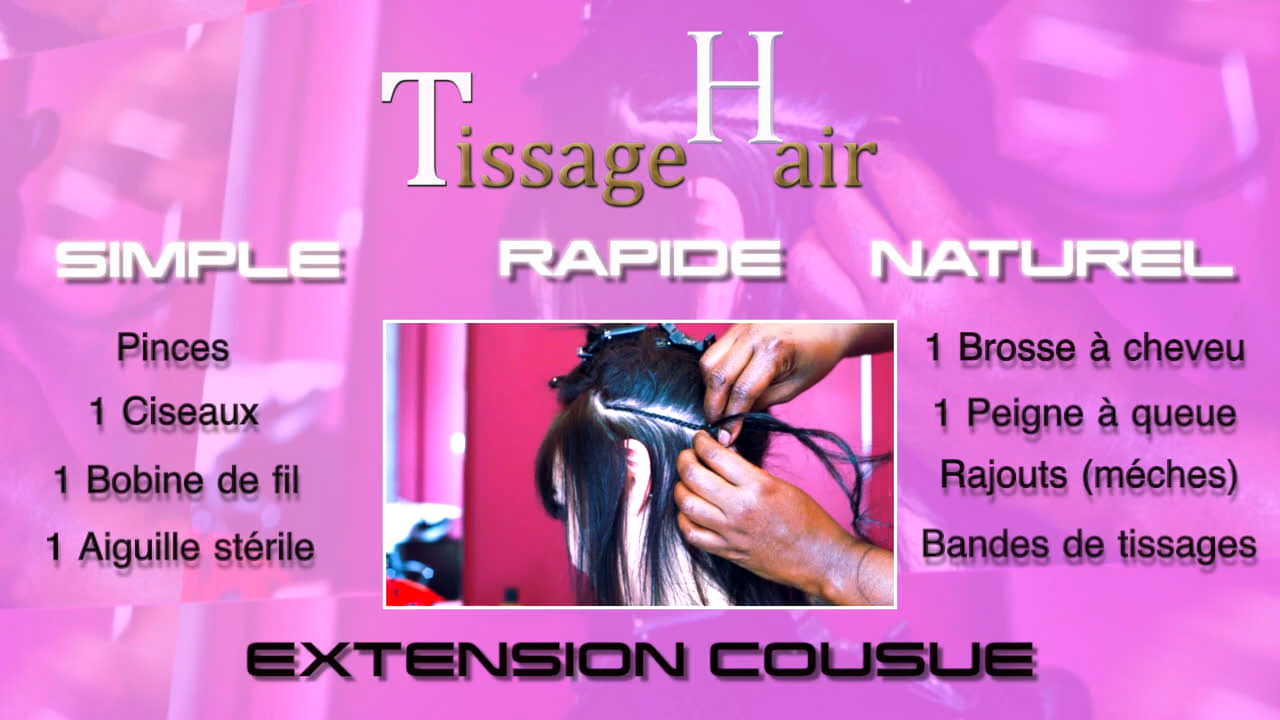 Tissage Hair
SIMPLE
RAPIDE
NATUREL
Pinces
1 Ciseaux
1 Bobine de fil
1 Aiguille stérile
1 Brosse à cheveu
1 Peigne à queue
Rajouts (méches)
Bandes de tissages
EXTENSION COUSUE